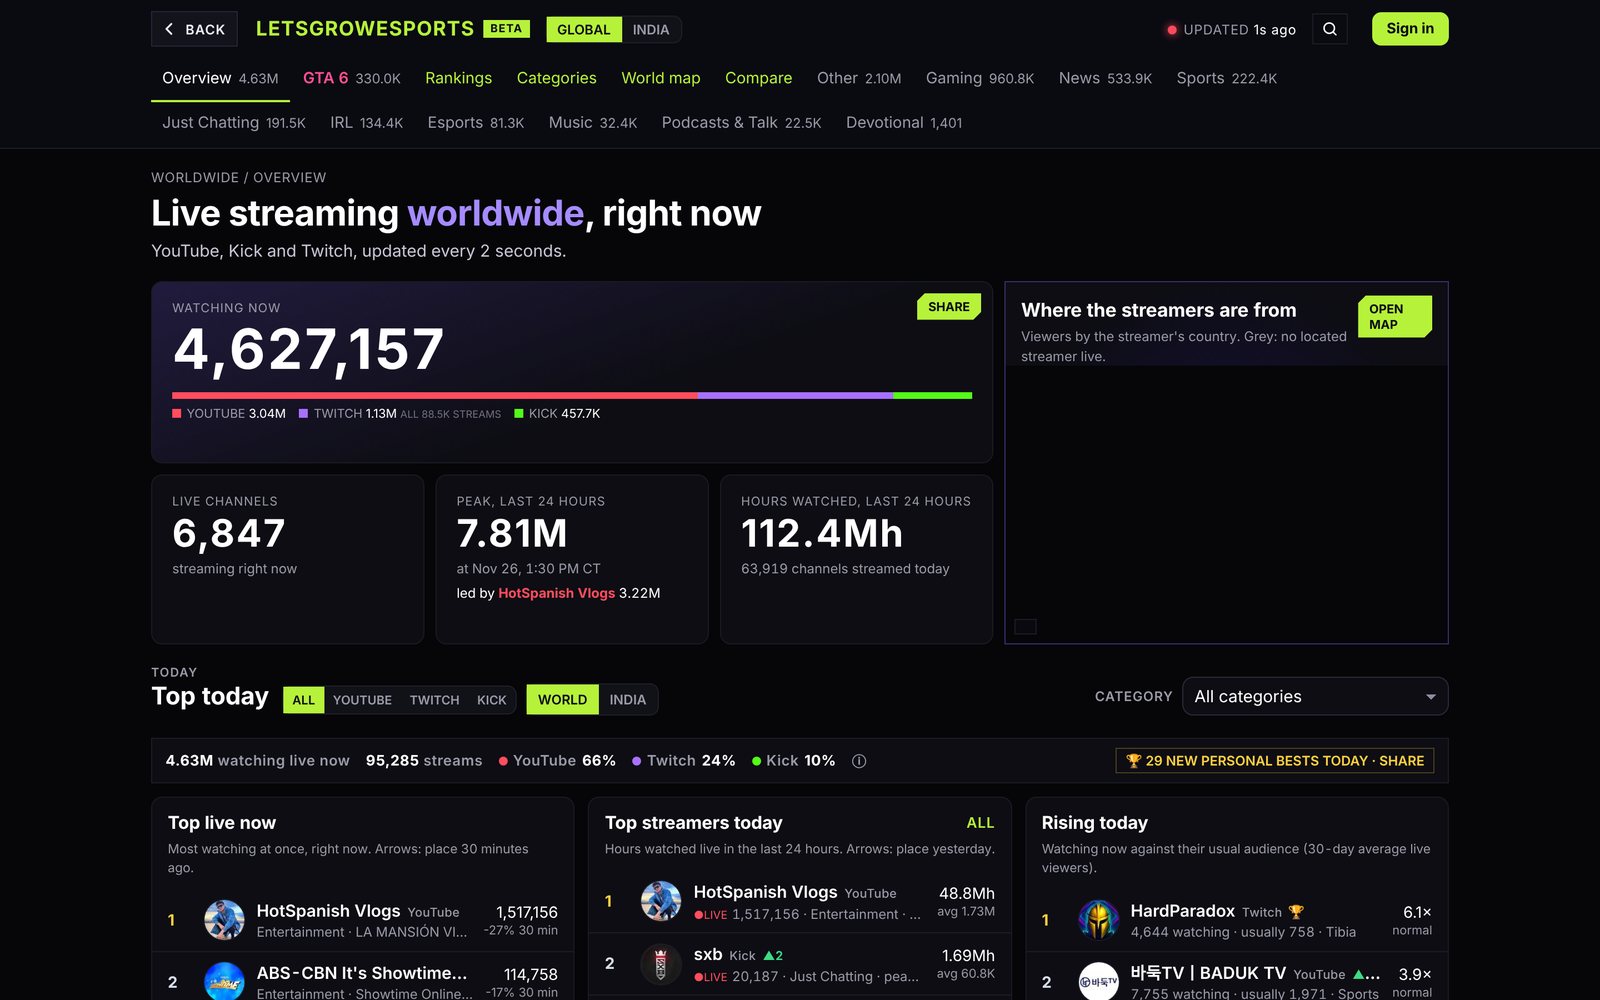 BACK
LETSGROWESPORTS BETA
GLOBAL INDIA
UPDATED 1s ago
Sign in
Overview 4.63M GTA 6 330.0K Rankings Categories World map Compare Other 2.10M Gaming 960.8K News 533.9K Sports 222.4K
Just Chatting 191.5K IRL 134.4K Esports 81.3K Music 32.4K Podcasts & Talk 22.5K Devotional 1,401
WORLDWIDE / OVERVIEW
Live streaming worldwide, right now
YouTube, Kick and Twitch, updated every 2 seconds.
WATCHING NOW
SHARE
4,627,157
YOUTUBE 3.04M TWITCH 1.13M ALL 88.5K STREAMS KICK 457.7K
Where the streamers are from
Viewers by the streamer's country. Grey: no located
streamer live.
OPEN
MAP
LIVE CHANNELS
6,847
streaming right now
PEAK, LAST 24 HOURS
7.81M
at Nov 26, 1:30 PM CT
led by HotSpanish Vlogs 3.22M
HOURS WATCHED, LAST 24 HOURS
112.4Mh
63,919 channels streamed today
TODAY
Top today
ALL YOUTUBE TWITCH KICK
WORLD INDIA
CATEGORY All categories
4.63M watching live now 95,285 streams YouTube 66% Twitch 24% Kick 10%
🏆 29 NEW PERSONAL BESTS TODAY · SHARE
Top live now
Most watching at once, right now. Arrows: place 30 minutes
ago.
1 HotSpanish Vlogs YouTube 1,517,156
Entertainment · LA MANSIÓN VI... -27% 30 min
2 ABS-CBN It's Showtime... 114,758
Entertainment · Showtime Online... -17% 30 min
Top streamers today ALL
Hours watched live in the last 24 hours. Arrows: place yesterday.
1 HotSpanish Vlogs YouTube 48.8Mh
LIVE 1,517,156 · Entertainment · ... avg 1.73M
2 sxb Kick ▲2 1.69Mh
LIVE 20,187 · Just Chatting · pea... avg 60.8K
Rising today
Watching now against their usual audience (30-day average live
viewers).
1 HardParadox Twitch 🏆 6.1×
4,644 watching · usually 758 · Tibia normal
2 바둑TV | BADUK TV YouTube ▲... 3.9×
7,755 watching · usually 1,971 · Sports normal